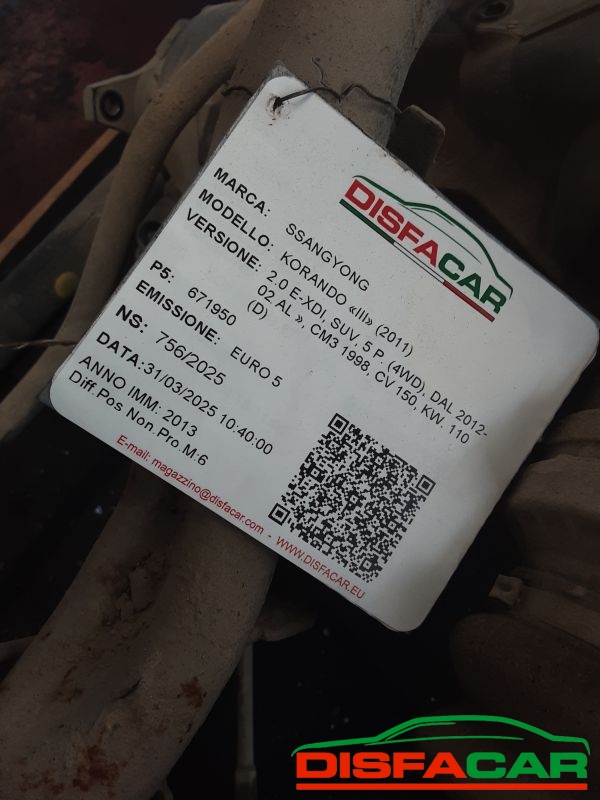 DISFACAR
MARCA: SSANGYONG
MODELLO: KORANDO «III» (2011)
VERSIONE: 2.0 E-XDI, SUV, 5 P. (4WD), DAL 2012-
02 AL », CM3 1998, CV 150, KW. 110
(D)
P5: 671950
EMISSIONE: EURO 5
NS: 756/2025
DATA:31/03/2025 10:40:00
ANNO IMM: 2013
Diff.Pos Non.Pro.M.6
E-mail: magazzino@disfacar.com - WWW.DISFACAR.EU
DISFACAR